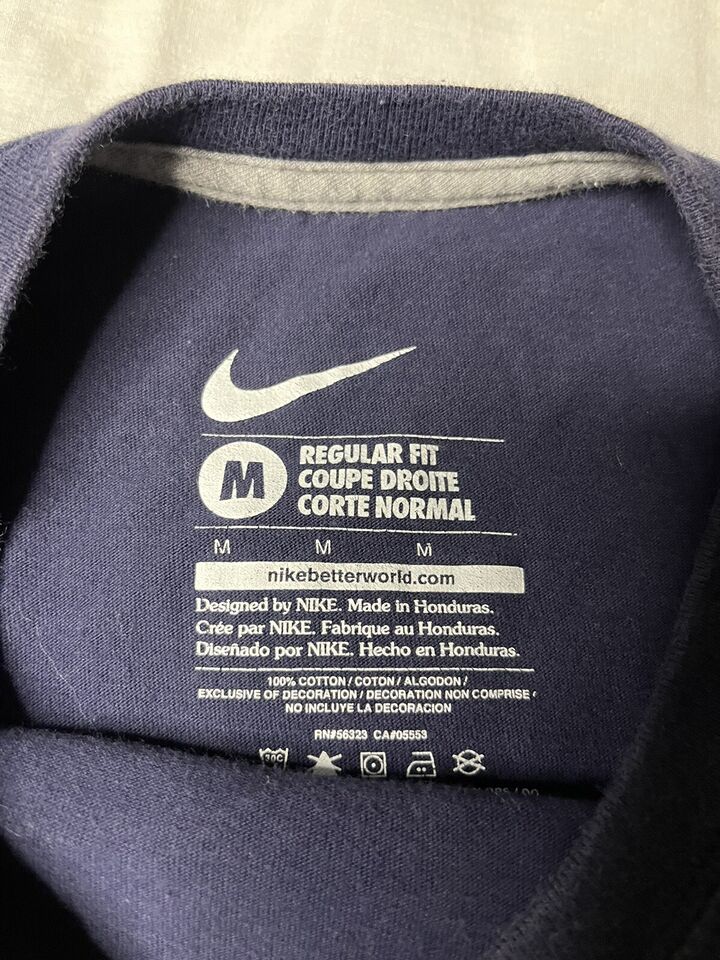 M
REGULAR FIT
COUPE DROITE
CORTE NORMAL
M M M
nikebetterworld.com
Designed by NIKE. Made in Honduras.
Crée par NIKE. Fabrique au Honduras.
Diseñado por NIKE. Hecho en Honduras.
100% COTTON / COTON / ALGODON /
EXCLUSIVE OF DECORATION / DECORATION NON COMPRISE /
NO INCLUYE LA DECORACION
RN#56323 CA#05553
30C